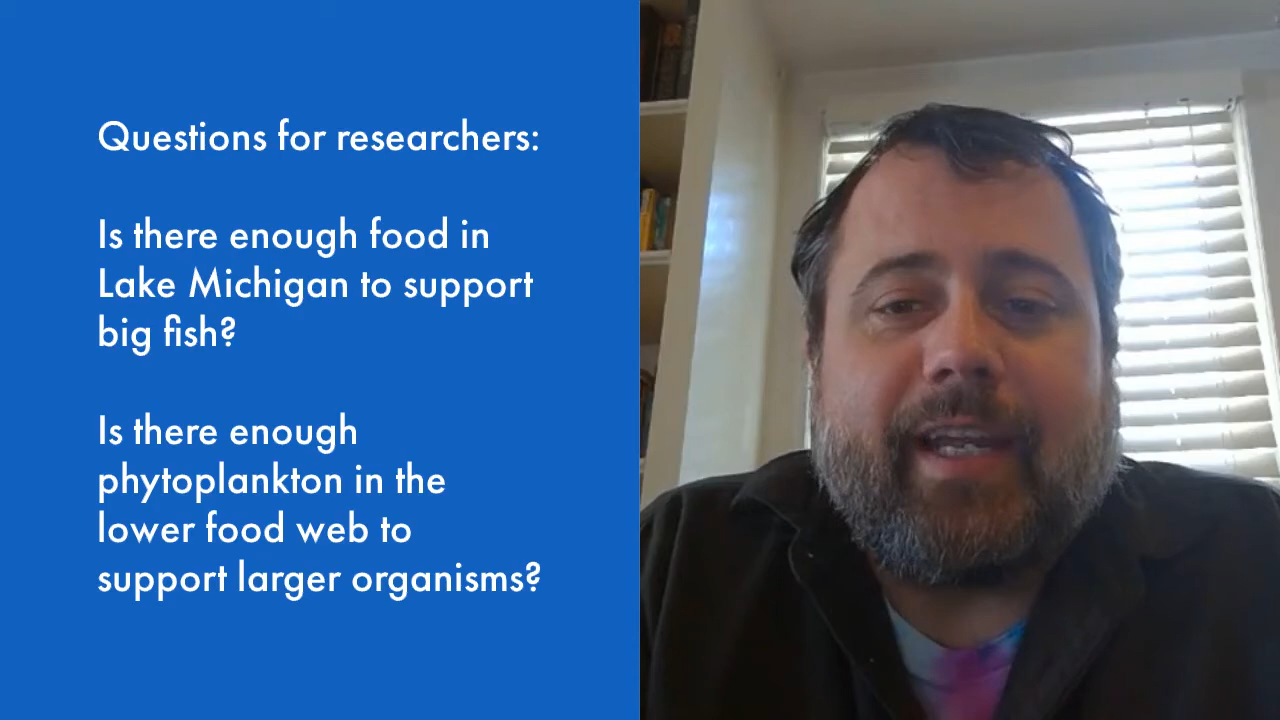 Questions for researchers:
Is there enough food in
Lake Michigan to support
big fish?
Is there enough
phytoplankton in the
lower food web to
support larger organisms?